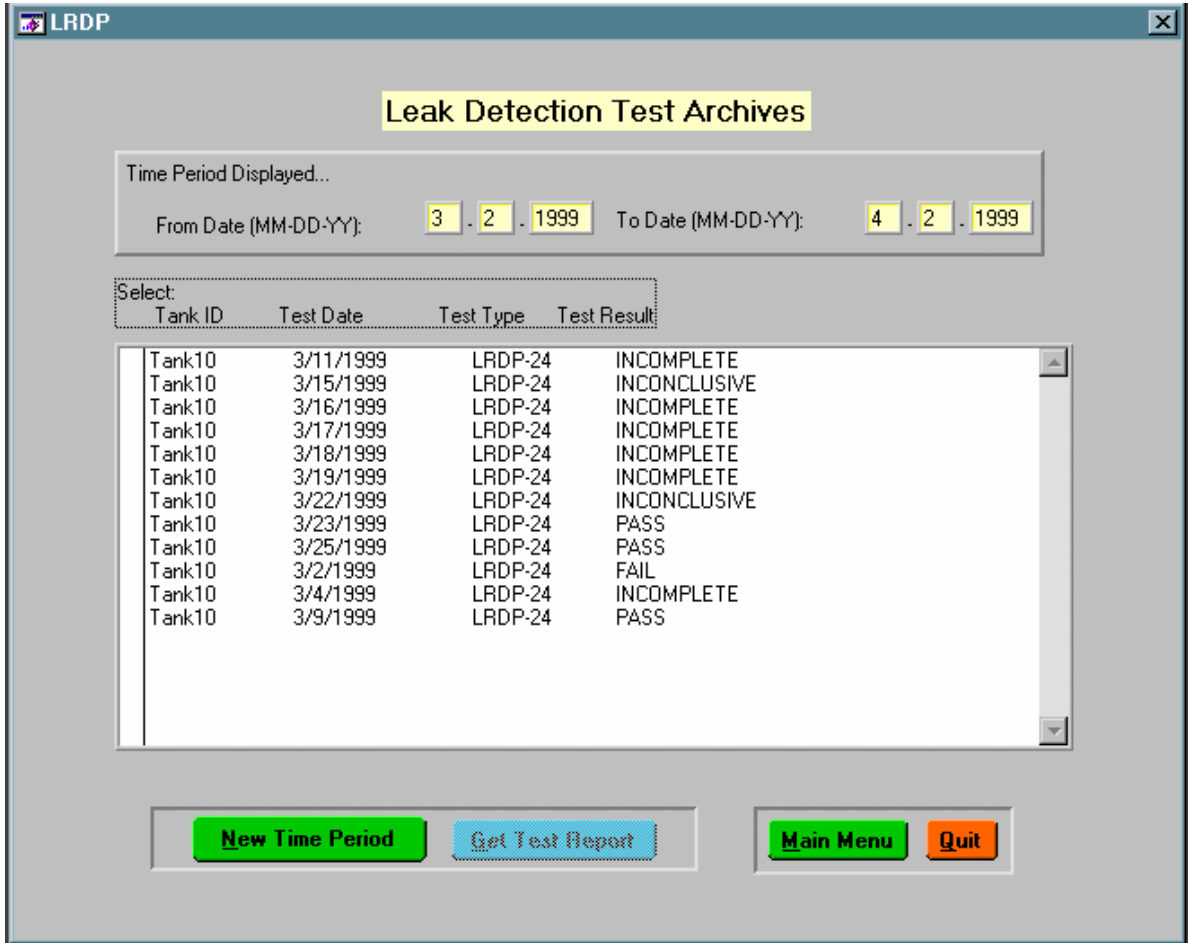 LRDP
Leak Detection Test Archives
Time Period Displayed...
From Date (MM-DD-YY): 3 . 2 . 1999 To Date (MM-DD-YY): 4 . 2 . 1999
Select:
Tank ID Test Date Test Type Test Result
Tank10 3/11/1999 LRDP-24 INCOMPLETE
Tank10 3/15/1999 LRDP-24 INCONCLUSIVE
Tank10 3/16/1999 LRDP-24 INCOMPLETE
Tank10 3/17/1999 LRDP-24 INCOMPLETE
Tank10 3/18/1999 LRDP-24 INCOMPLETE
Tank10 3/19/1999 LRDP-24 INCOMPLETE
Tank10 3/22/1999 LRDP-24 INCONCLUSIVE
Tank10 3/23/1999 LRDP-24 PASS
Tank10 3/25/1999 LRDP-24 PASS
Tank10 3/2/1999 LRDP-24 FAIL
Tank10 3/4/1999 LRDP-24 INCOMPLETE
Tank10 3/9/1999 LRDP-24 PASS
New Time Period Get Test Report Main Menu Quit